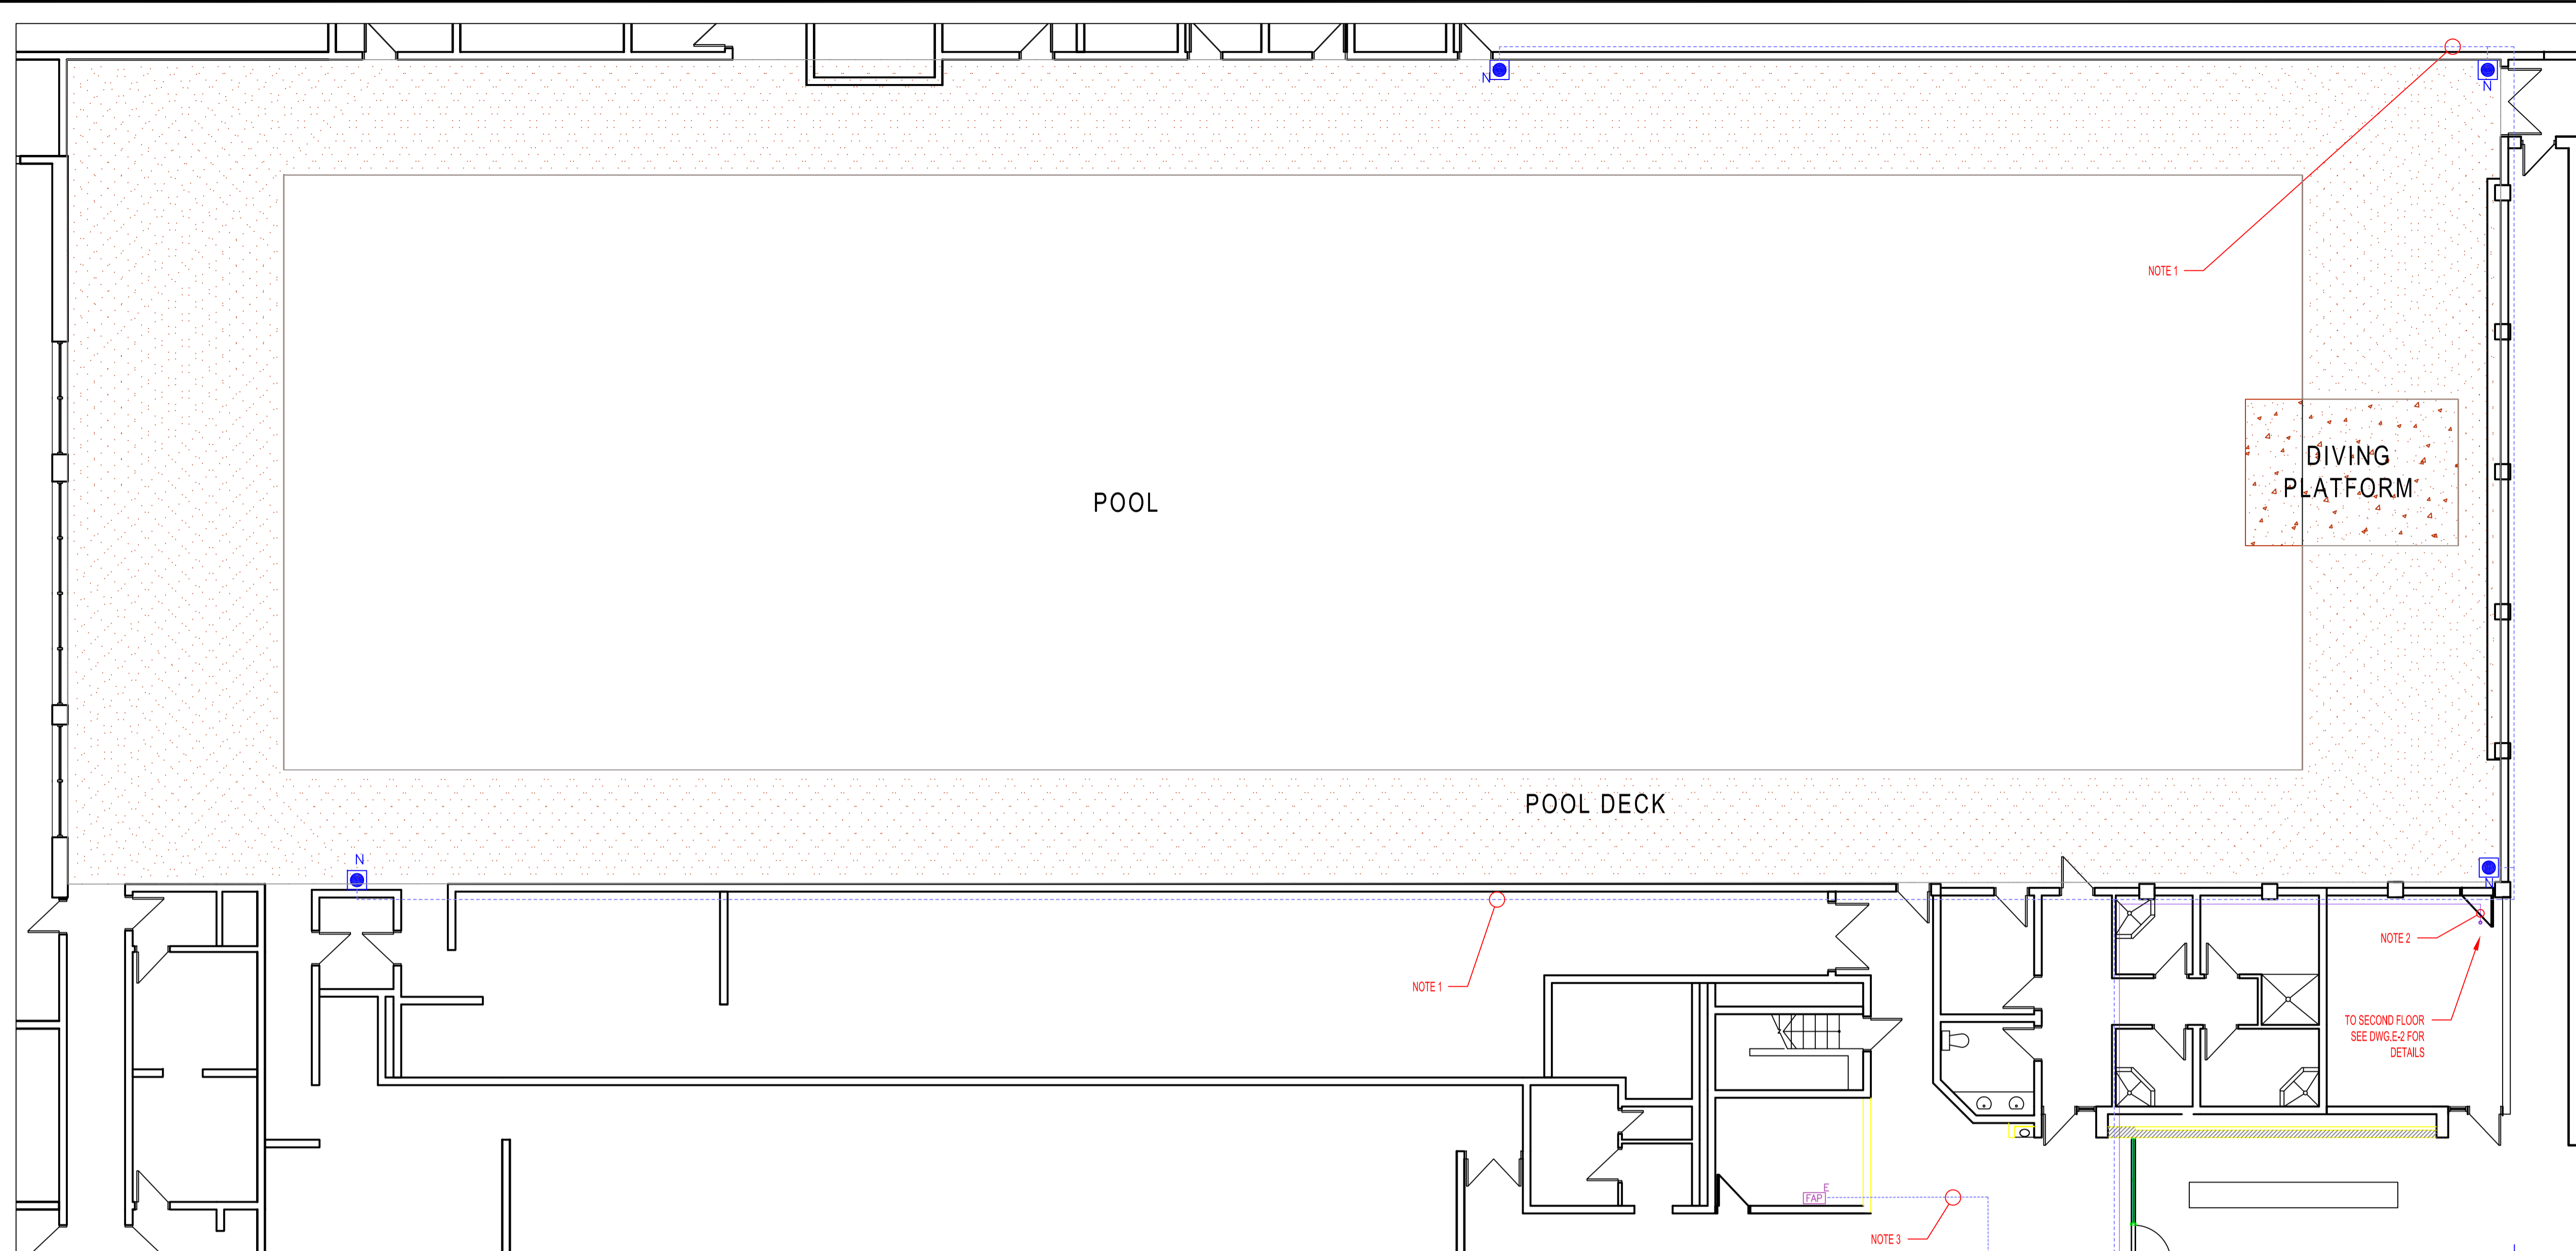 N
N
NOTE 1
DIVING
PLATFORM
POOL
POOL DECK
N
N
NOTE 2
NOTE 1
TO SECOND FLOOR
SEE DWG.E-2 FOR
DETAILS
E
FAP
NOTE 3